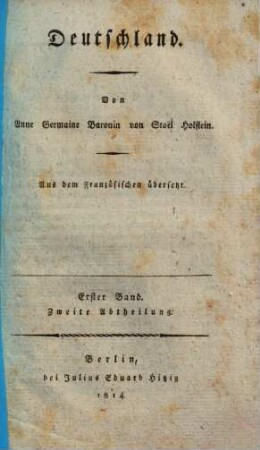 Deutschland.
Von
Anne Germaine Baronin von Staël Holstein.
Aus dem Französischen übersetzt.
Erster Band.
Zweite Abtheilung.
Berlin,
bei Julius Eduard Hitzig
1814